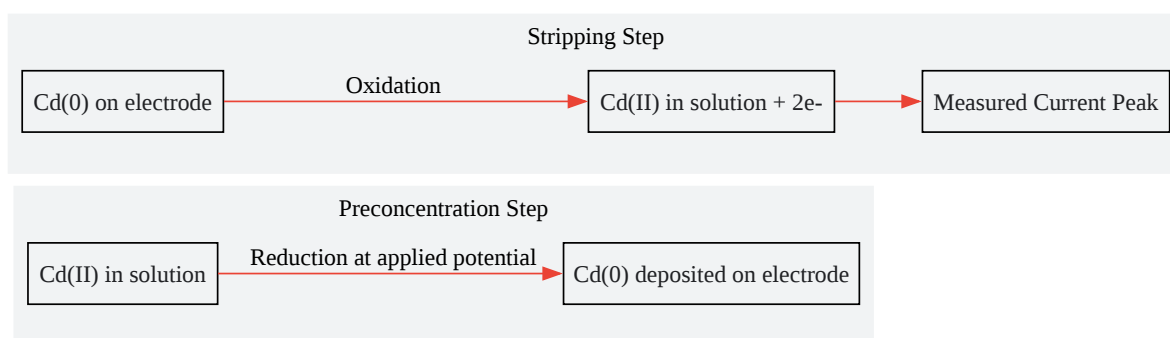 Stripping Step
Cd(0) on electrode
Oxidation
Cd(II) in solution + 2e-
Measured Current Peak
Preconcentration Step
Cd(II) in solution
Reduction at applied potential
Cd(0) deposited on electrode